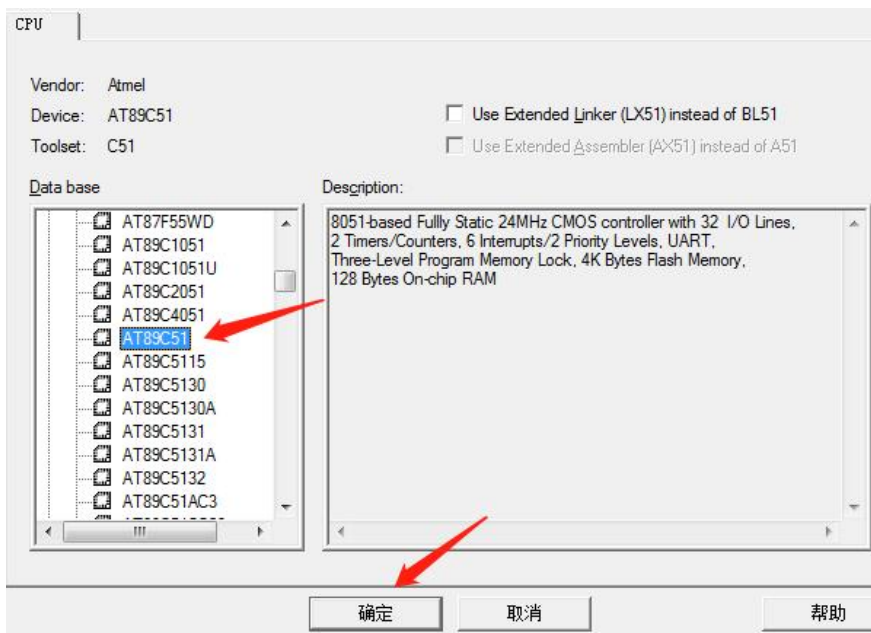 CPU
Vendor: Atmel
Device: AT89C51
Toolset: C51
Use Extended Linker (LX51) instead of BL51
Use Extended Assembler (AX51) instead of A51
Data base
AT87F55WD
AT89C1051
AT89C1051U
AT89C2051
AT89C4051
AT89C51
AT89C5115
AT89C5130
AT89C5130A
AT89C5131
AT89C5131A
AT89C5132
AT89C51AC3
Description:
8051-based Fullly Static 24MHz CMOS controller with 32 I/O Lines,
2 Timers/Counters, 6 Interrupts/2 Priority Levels, UART,
Three-Level Program Memory Lock, 4K Bytes Flash Memory,
128 Bytes On-chip RAM
确定 取消 帮助